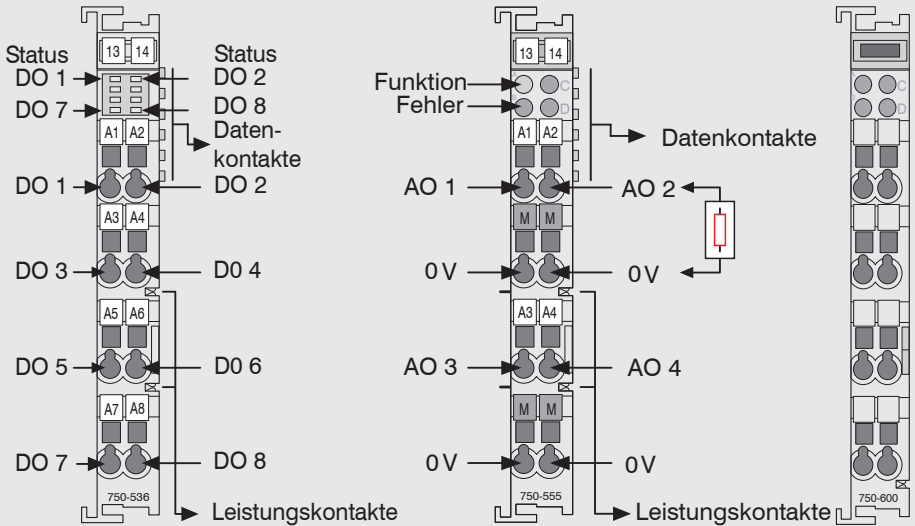 13 14
Status Status
DO 1 DO 2
DO 7 DO 8
A1 A2
Daten-
kontakte
DO 1 DO 2
A3 A4
DO 3 D0 4
A5 A6
DO 5 D0 6
A7 A8
DO 7 DO 8
750-536
Leistungskontakte
13 14
Funktion C
Fehler D
A1 A2
Datenkontakte
AO 1 AO 2
M M
0 V 0 V
A3 A4
AO 3 AO 4
M M
0 V 0 V
750-555
Leistungskontakte
C
D
750-600